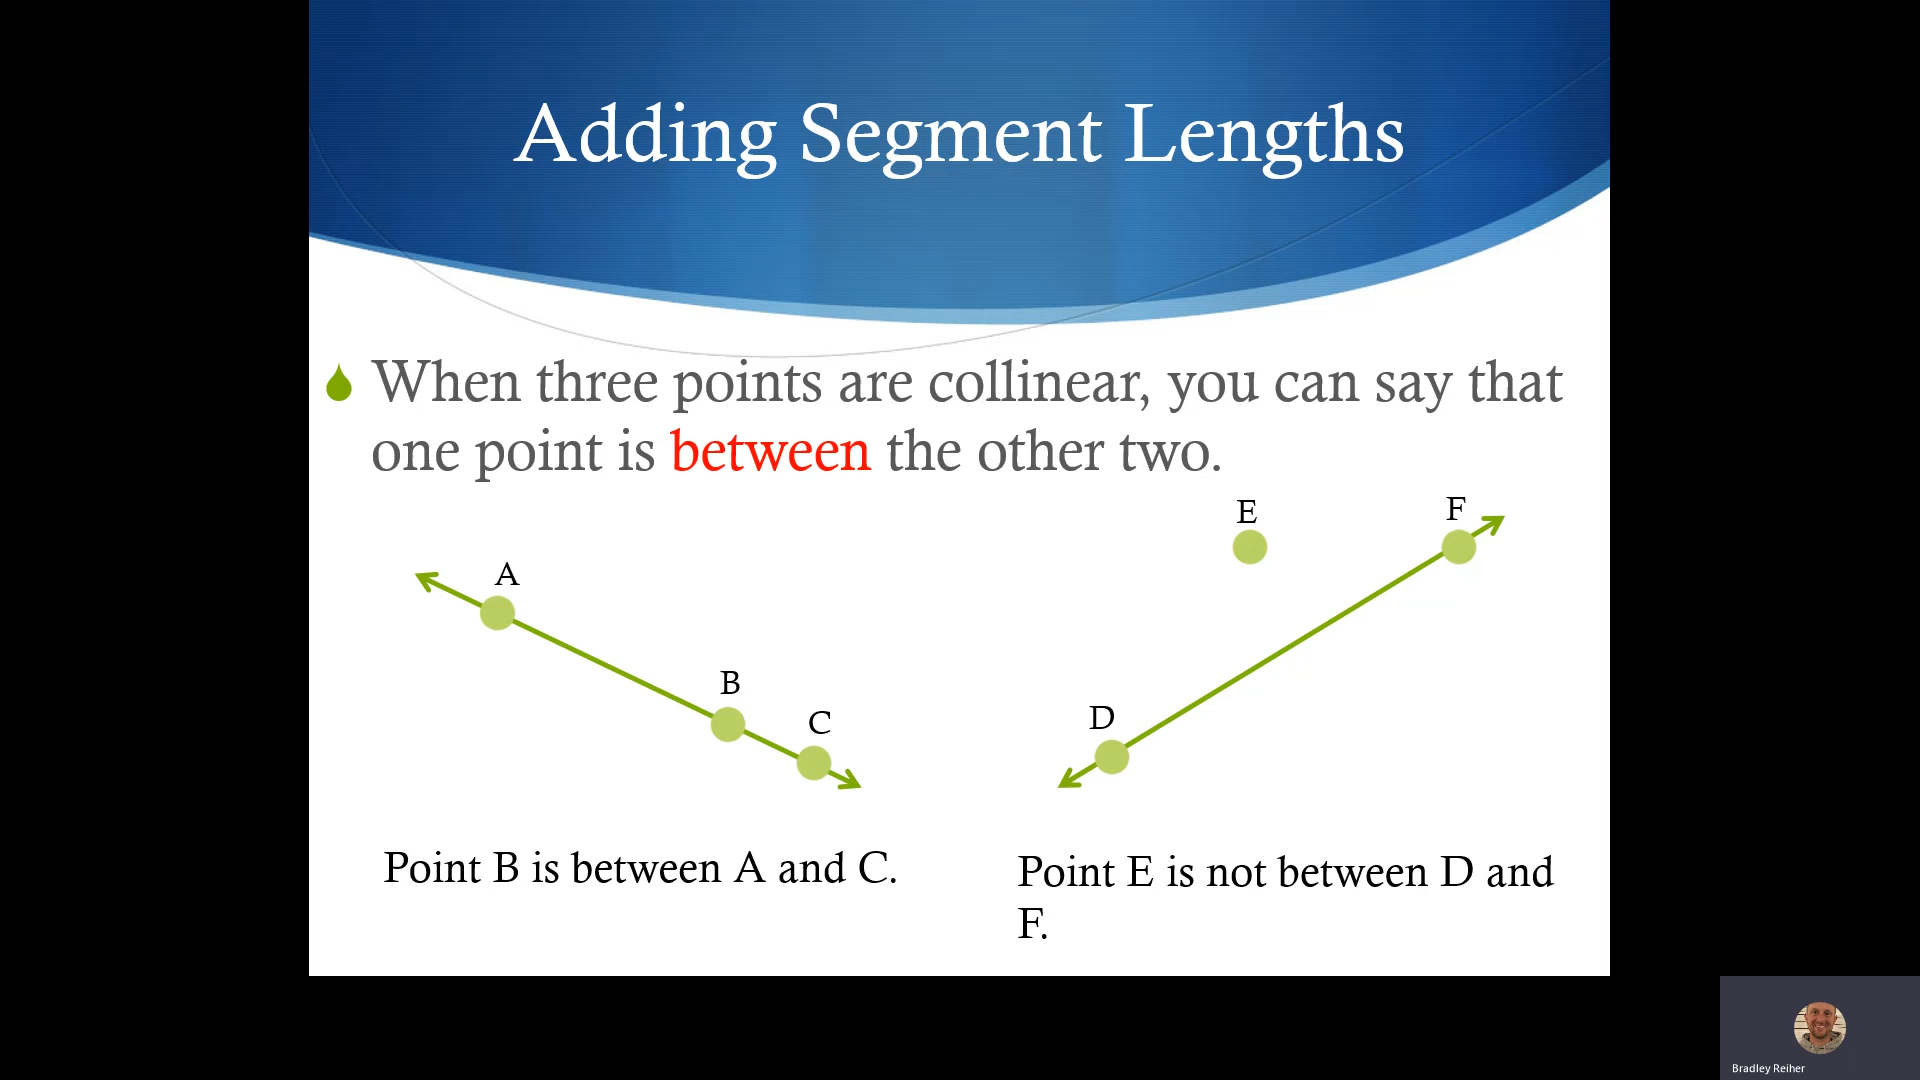 Adding Segment Lengths
When three points are collinear, you can say that
one point is between the other two.
E
F
A
B
C
D
Point B is between A and C.
Point E is not between D and
F.
Bradley Reiher